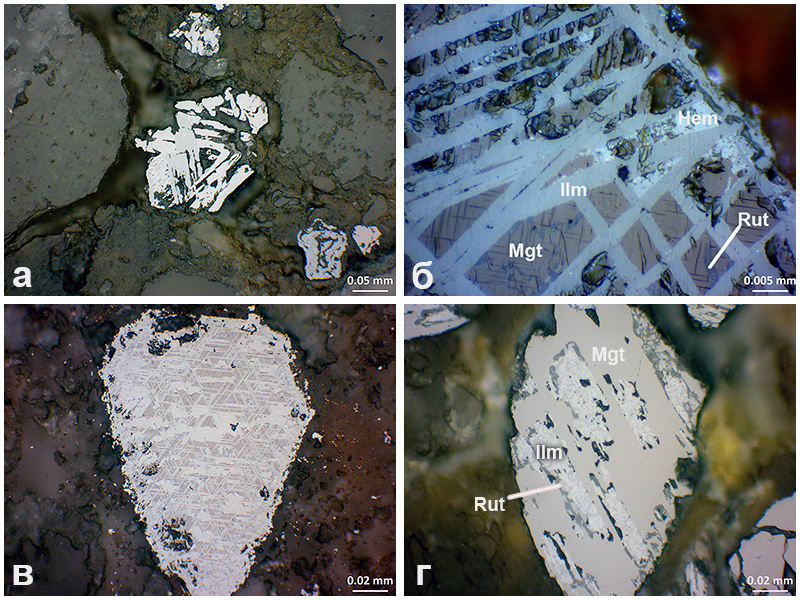 а
0.05 mm
б
Hem
Ilm
Rut
Mgt
0.005 mm
в
0.02 mm
г
Mgt
Ilm
Rut
0.02 mm